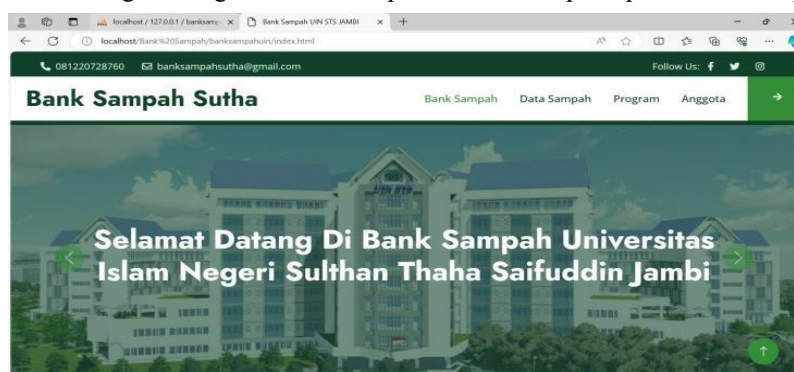 localhost / 127.0.0.1 / banksamp
Bank Sampah UIN STS JAMBI
localhost/Bank%20Sampah/banksampahuin/index.html
081220728760 banksampahsutha@gmail.com Follow Us:
Bank Sampah Sutha
Bank Sampah Data Sampah Program Anggota
Selamat Datang Di Bank Sampah Universitas
Islam Negeri Sulthan Thaha Saifuddin Jambi